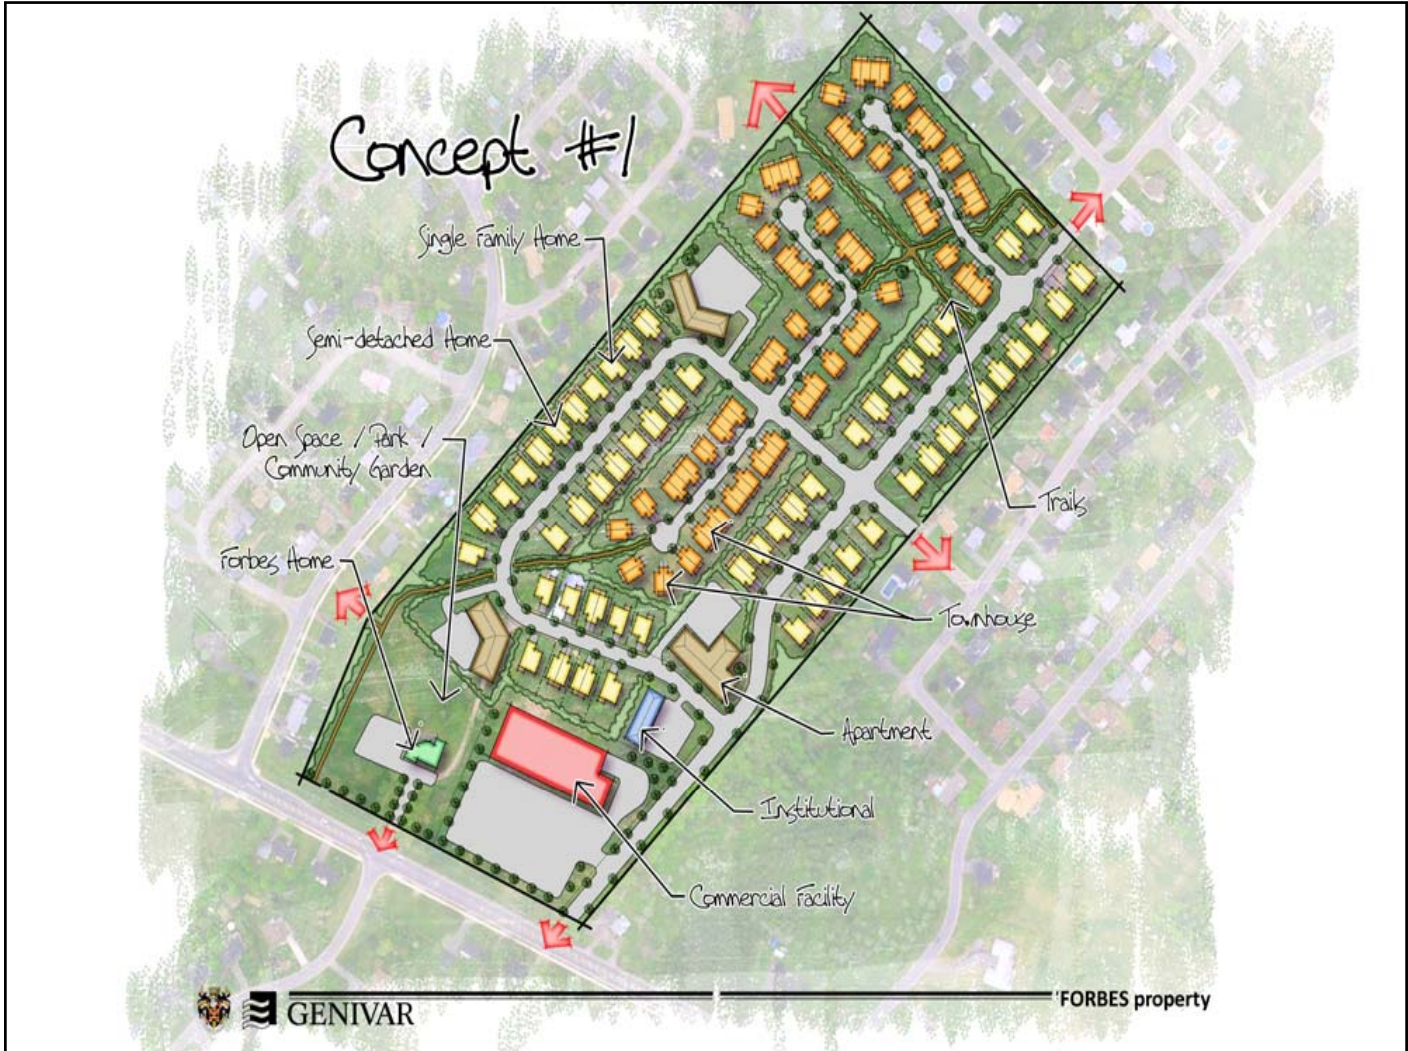 Concept #1
Single Family Home
Semi-detached Home
Open Space / Park /
Community Garden
Forbes Home
Trails
Townhouse
Apartment
Institutional
Commercial Facility
GENIVAR
FORBES property